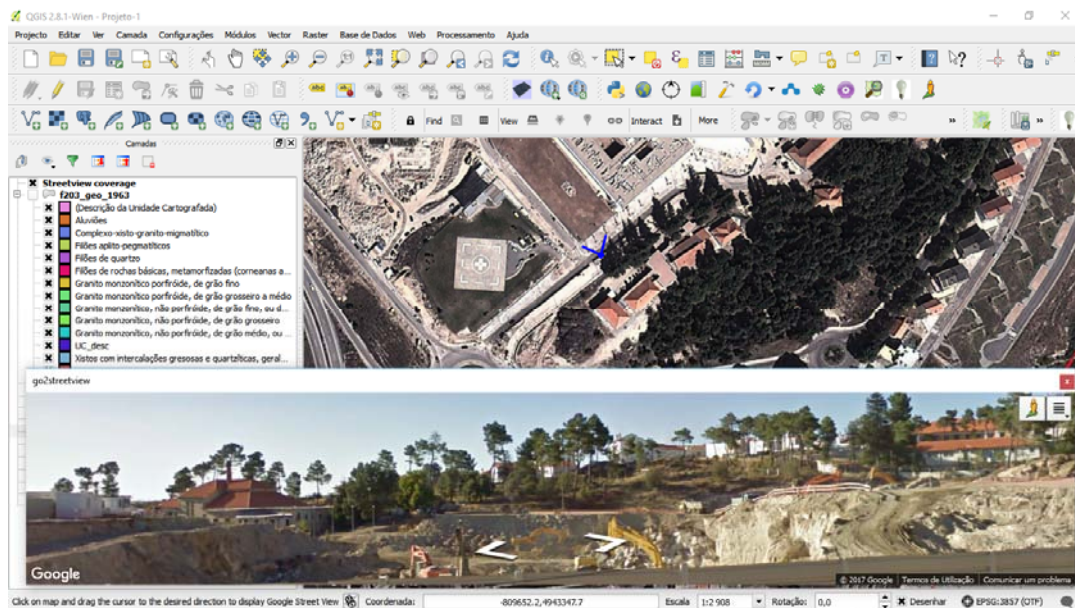 QGIS 2.8.1-Wien - Projeto-1
Projecto Editar Ver Camada Configurações Módulos Vector Raster Base de Dados Web Processamento Ajuda
Find View Interact More
Camadas
Streetview coverage
f203_geo_1963
(Descrição da Unidade Cartografada)
Aluviões
Complexo-xisto-granito-migmatítico
Filões aplito-pegmatíticos
Filões de quartzo
Filões de rochas básicas, metamorfizadas (corneanas a...
Granito monzonítico porfiróide, de grão fino
Granito monzonítico porfiróide, de grão grosseiro a médio
Granito monzonítico, não porfiróide, de grão fino, ou d...
Granito monzonítico, não porfiróide, de grão grosseiro
Granito monzonítico, não porfiróide, de grão médio, ou ...
UC_desc
Xistos com intercalações gresosas e quartzíticas, geral...
go2streetview
Google
© 2017 Google Termos de Utilização Comunicar um problema
Click on map and drag the cursor to the desired direction to display Google Street View Coordenada: -809652.2,4943347.7 Escala 1:2 908 Rotação: 0,0 Desenhar EPSG:3857 (OTF)